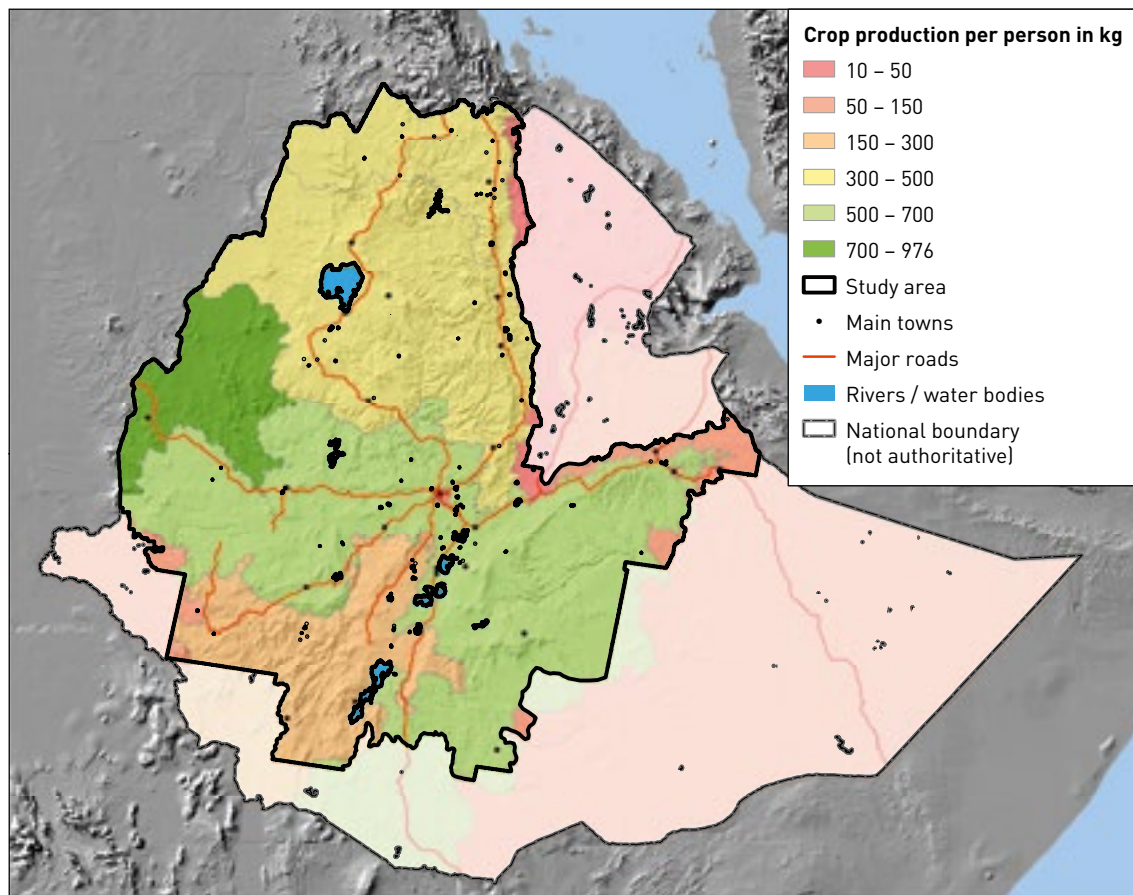 Crop production per person in kg
10 – 50
50 – 150
150 – 300
300 – 500
500 – 700
700 – 976
Study area
Main towns
Major roads
Rivers / water bodies
National boundary
(not authoritative)